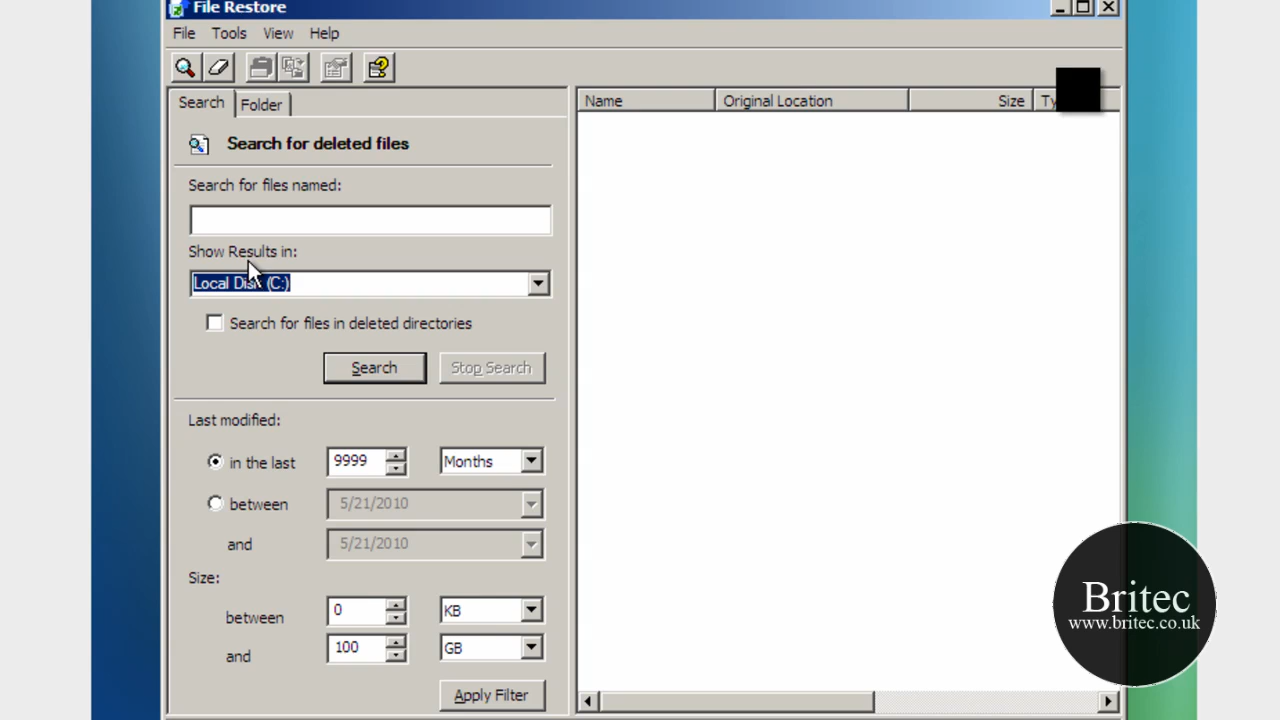 File Restore
File Tools View Help
Search Folder
Search for deleted files
Search for files named:
Show Results in:
Local Disk (C:)
Search for files in deleted directories
Search Stop Search
Last modified:
in the last 9999 Months
between 5/21/2010
and 5/21/2010
Size:
between 0 KB
and 100 GB
Apply Filter
Name Original Location Size Ty
Britec
www.britec.co.uk